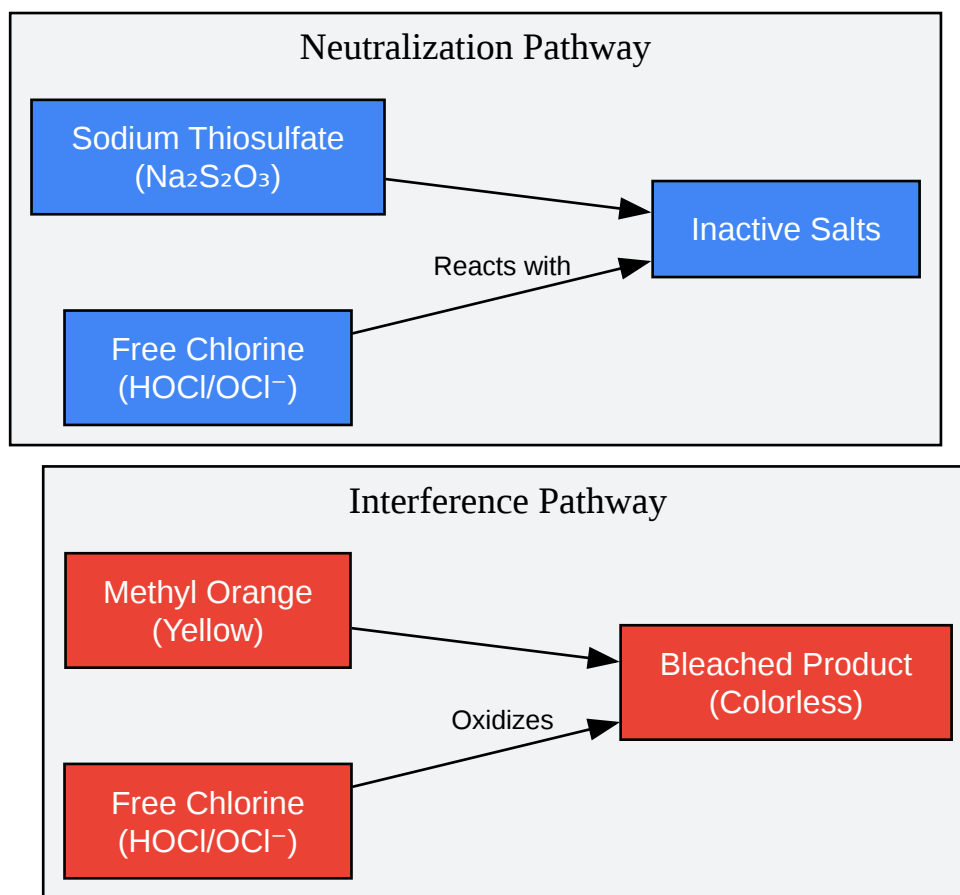 Neutralization Pathway
Sodium Thiosulfate
(Na₂S₂O₃)
Inactive Salts
Reacts with
Free Chlorine
(HOCl/OCl⁻)
Interference Pathway
Methyl Orange
(Yellow)
Bleached Product
(Colorless)
Oxidizes
Free Chlorine
(HOCl/OCl⁻)